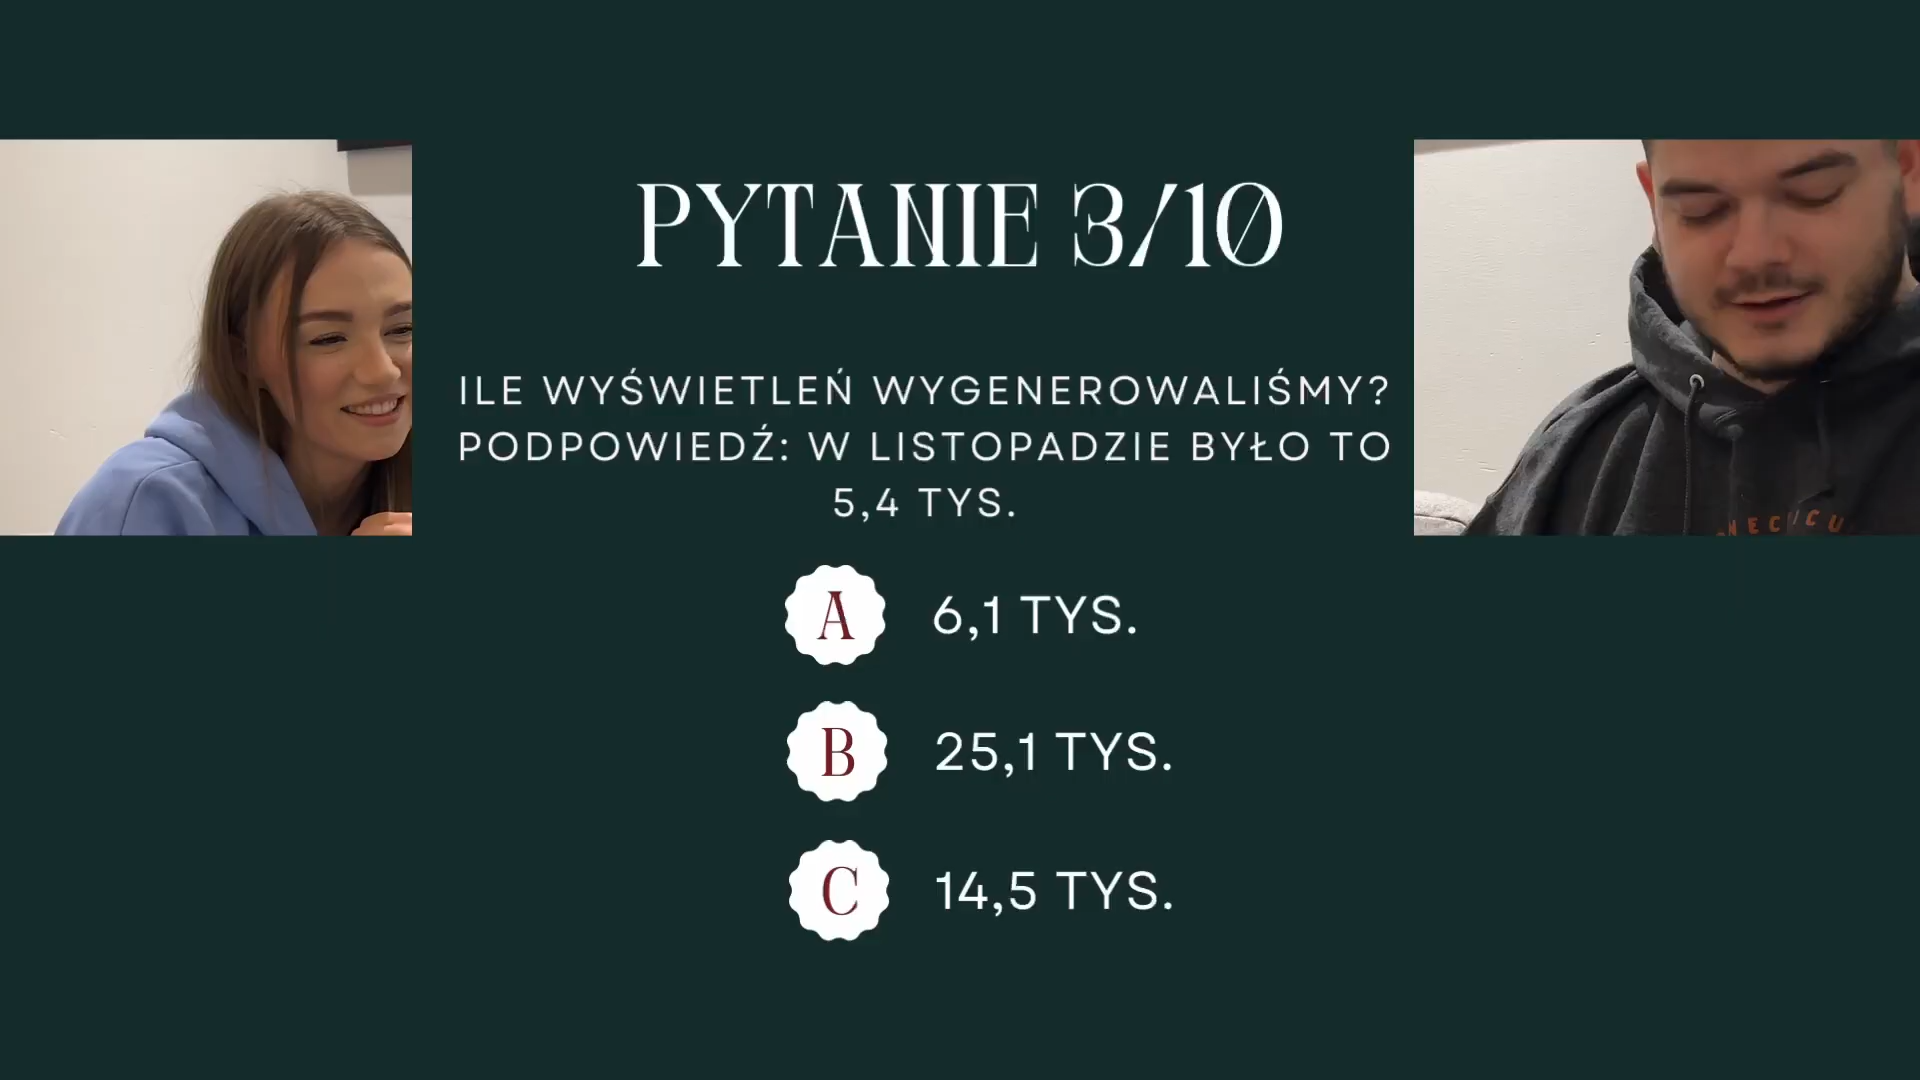 PYTANIE 3/10
ILE WYŚWIETLEŃ WYGENEROWALIŚMY?
PODPOWIEDŹ: W LISTOPADZIE BYŁO TO
5,4 TYS.
A 6,1 TYS.
B 25,1 TYS.
C 14,5 TYS.